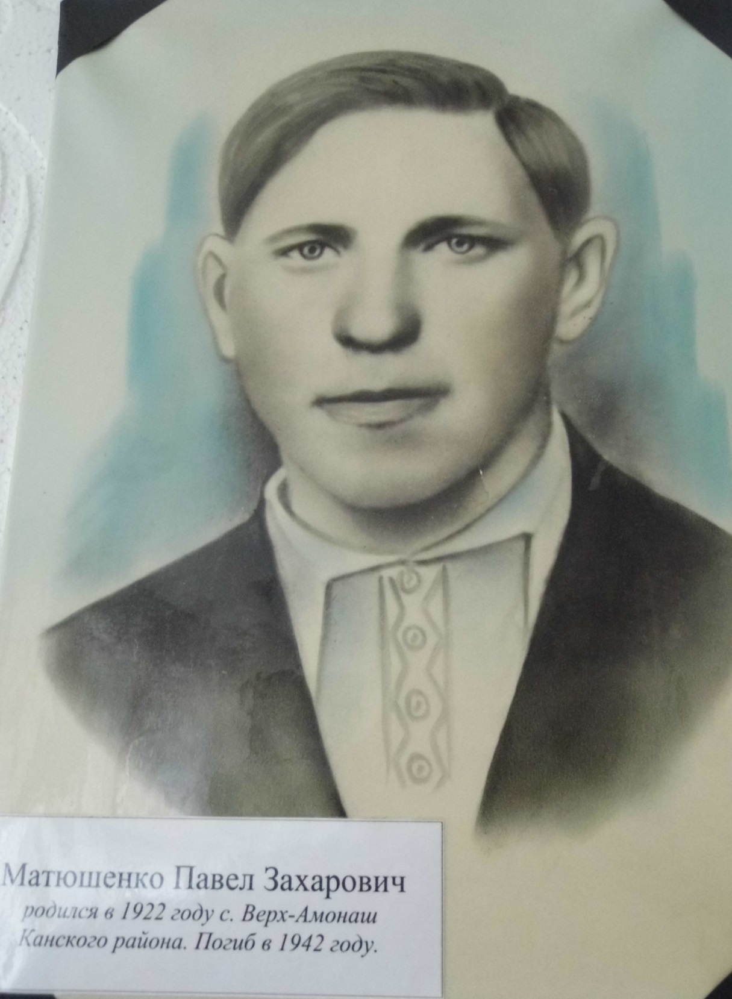 Матюшенко Павел Захарович
родился в 1922 году с. Верх-Амонаш
Канского района. Погиб в 1942 году.